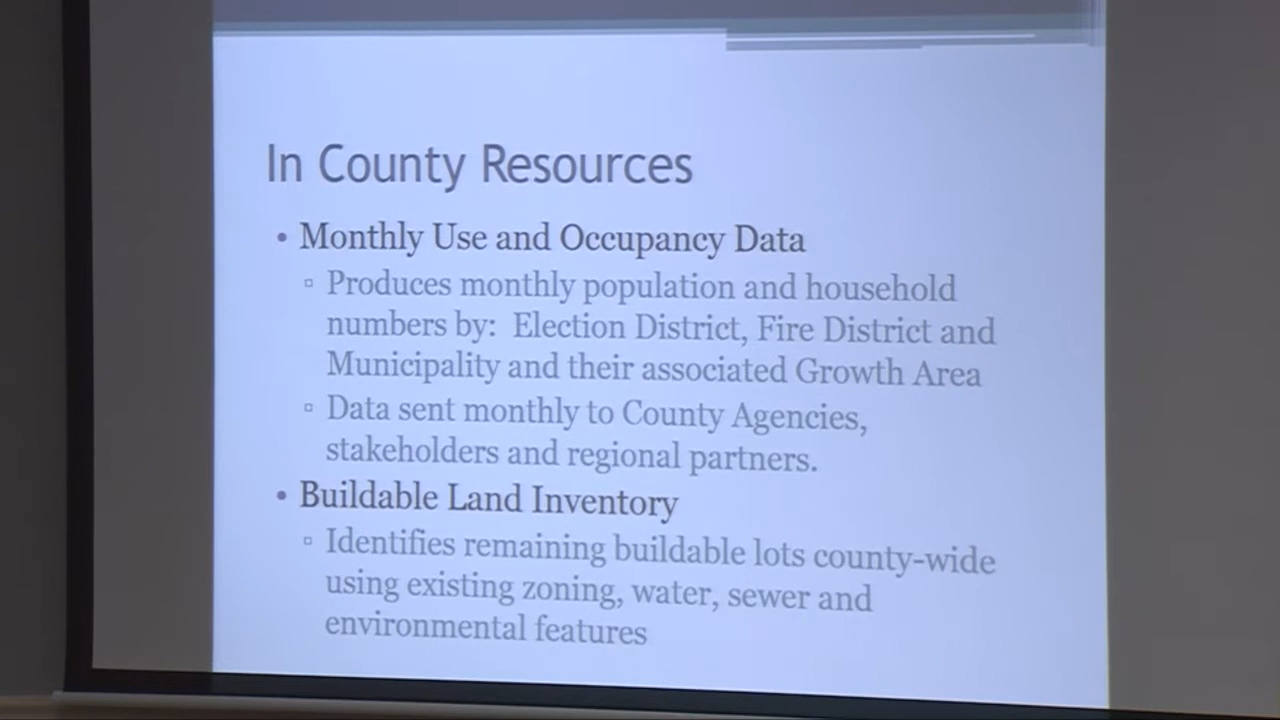 In County Resources
• Monthly Use and Occupancy Data
▫ Produces monthly population and household
numbers by: Election District, Fire District and
Municipality and their associated Growth Area
▫ Data sent monthly to County Agencies,
stakeholders and regional partners.
• Buildable Land Inventory
▫ Identifies remaining buildable lots county-wide
using existing zoning, water, sewer and
environmental features